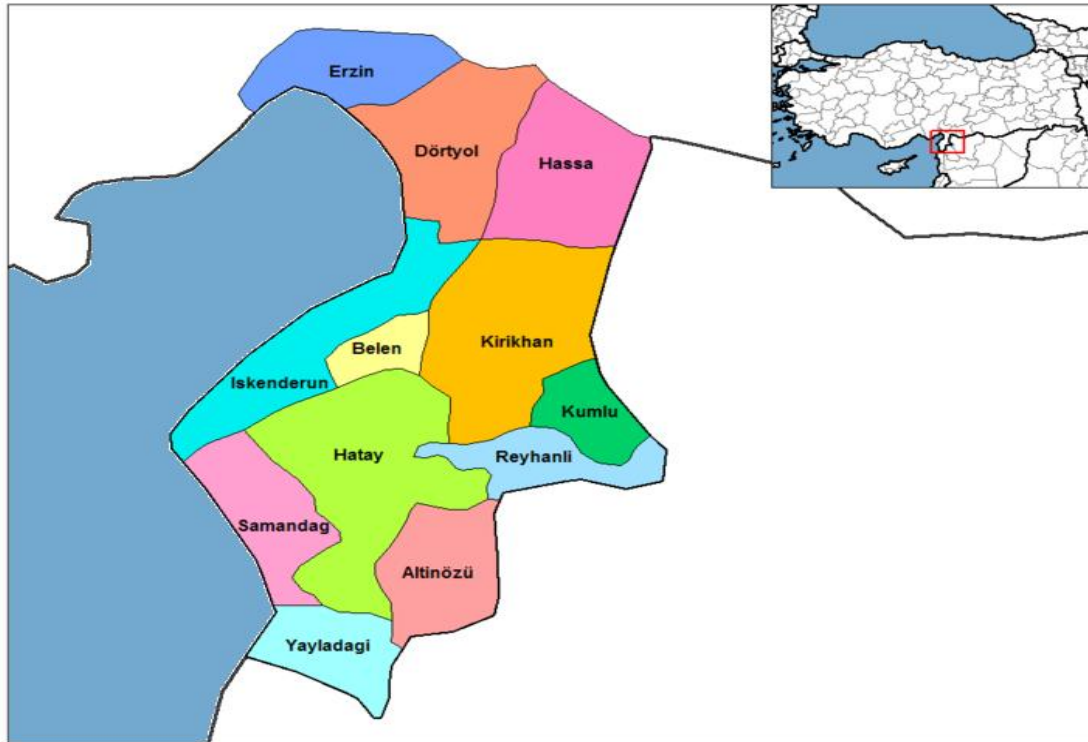 Erzin
Dörtyol
Hassa
Kirikhan
Belen
Iskenderun
Kumlu
Hatay
Reyhanli
Samandag
Altinözü
Yayladagi